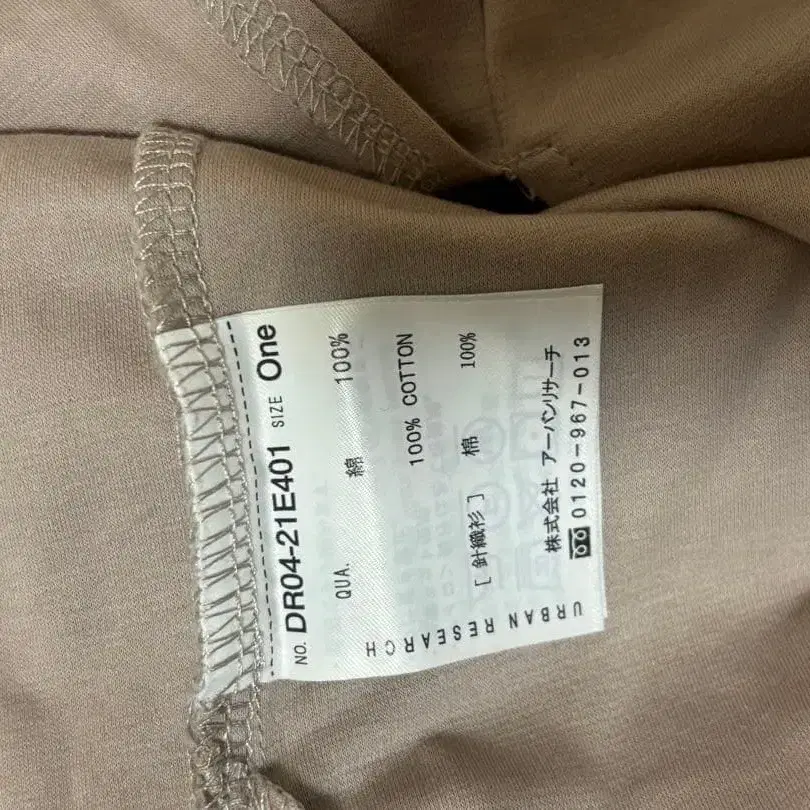 NO. DR04-21E401 SIZE One
QUA. 綿 100%
100% COTTON
[ 針織衫 ] 棉 100%
株式会社 アーバンリサーチ
0120-967-013
URBAN RESEARCH